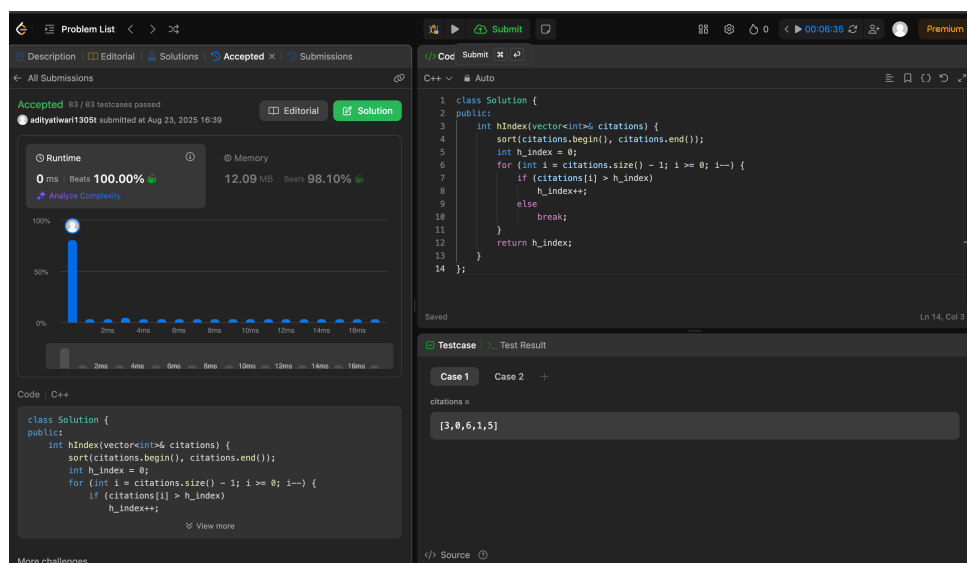 Problem List
Submit
0
00:06:35
Premium
Description | Editorial | Solutions | Accepted × | Submissions
</> Cod
Submit ⌘ ↵
← All Submissions
C++ Auto
Accepted 83 / 83 testcases passed
adityatiwari1305t submitted at Aug 23, 2025 16:39
Editorial
Solution
Runtime
0 ms | Beats 100.00%
Analyze Complexity
Memory
12.09 MB | Beats 98.10%
100%
50%
0%
2ms 4ms 6ms 8ms 10ms 12ms 14ms 16ms
2ms 4ms 6ms 8ms 10ms 12ms 14ms 16ms
Code | C++
class Solution {
public:
    int hIndex(vector<int>& citations) {
        sort(citations.begin(), citations.end());
        int h_index = 0;
        for (int i = citations.size() - 1; i >= 0; i--) {
            if (citations[i] > h_index)
                h_index++;
View more
More challenges
1 class Solution {
2 public:
3     int hIndex(vector<int>& citations) {
4         sort(citations.begin(), citations.end());
5         int h_index = 0;
6         for (int i = citations.size() - 1; i >= 0; i--) {
7             if (citations[i] > h_index)
8                 h_index++;
9             else
10                 break;
11         }
12         return h_index;
13     }
14 };
Saved
Ln 14, Col 3
Testcase | >_ Test Result
Case 1 Case 2 +
citations =
[3,0,6,1,5]
</> Source